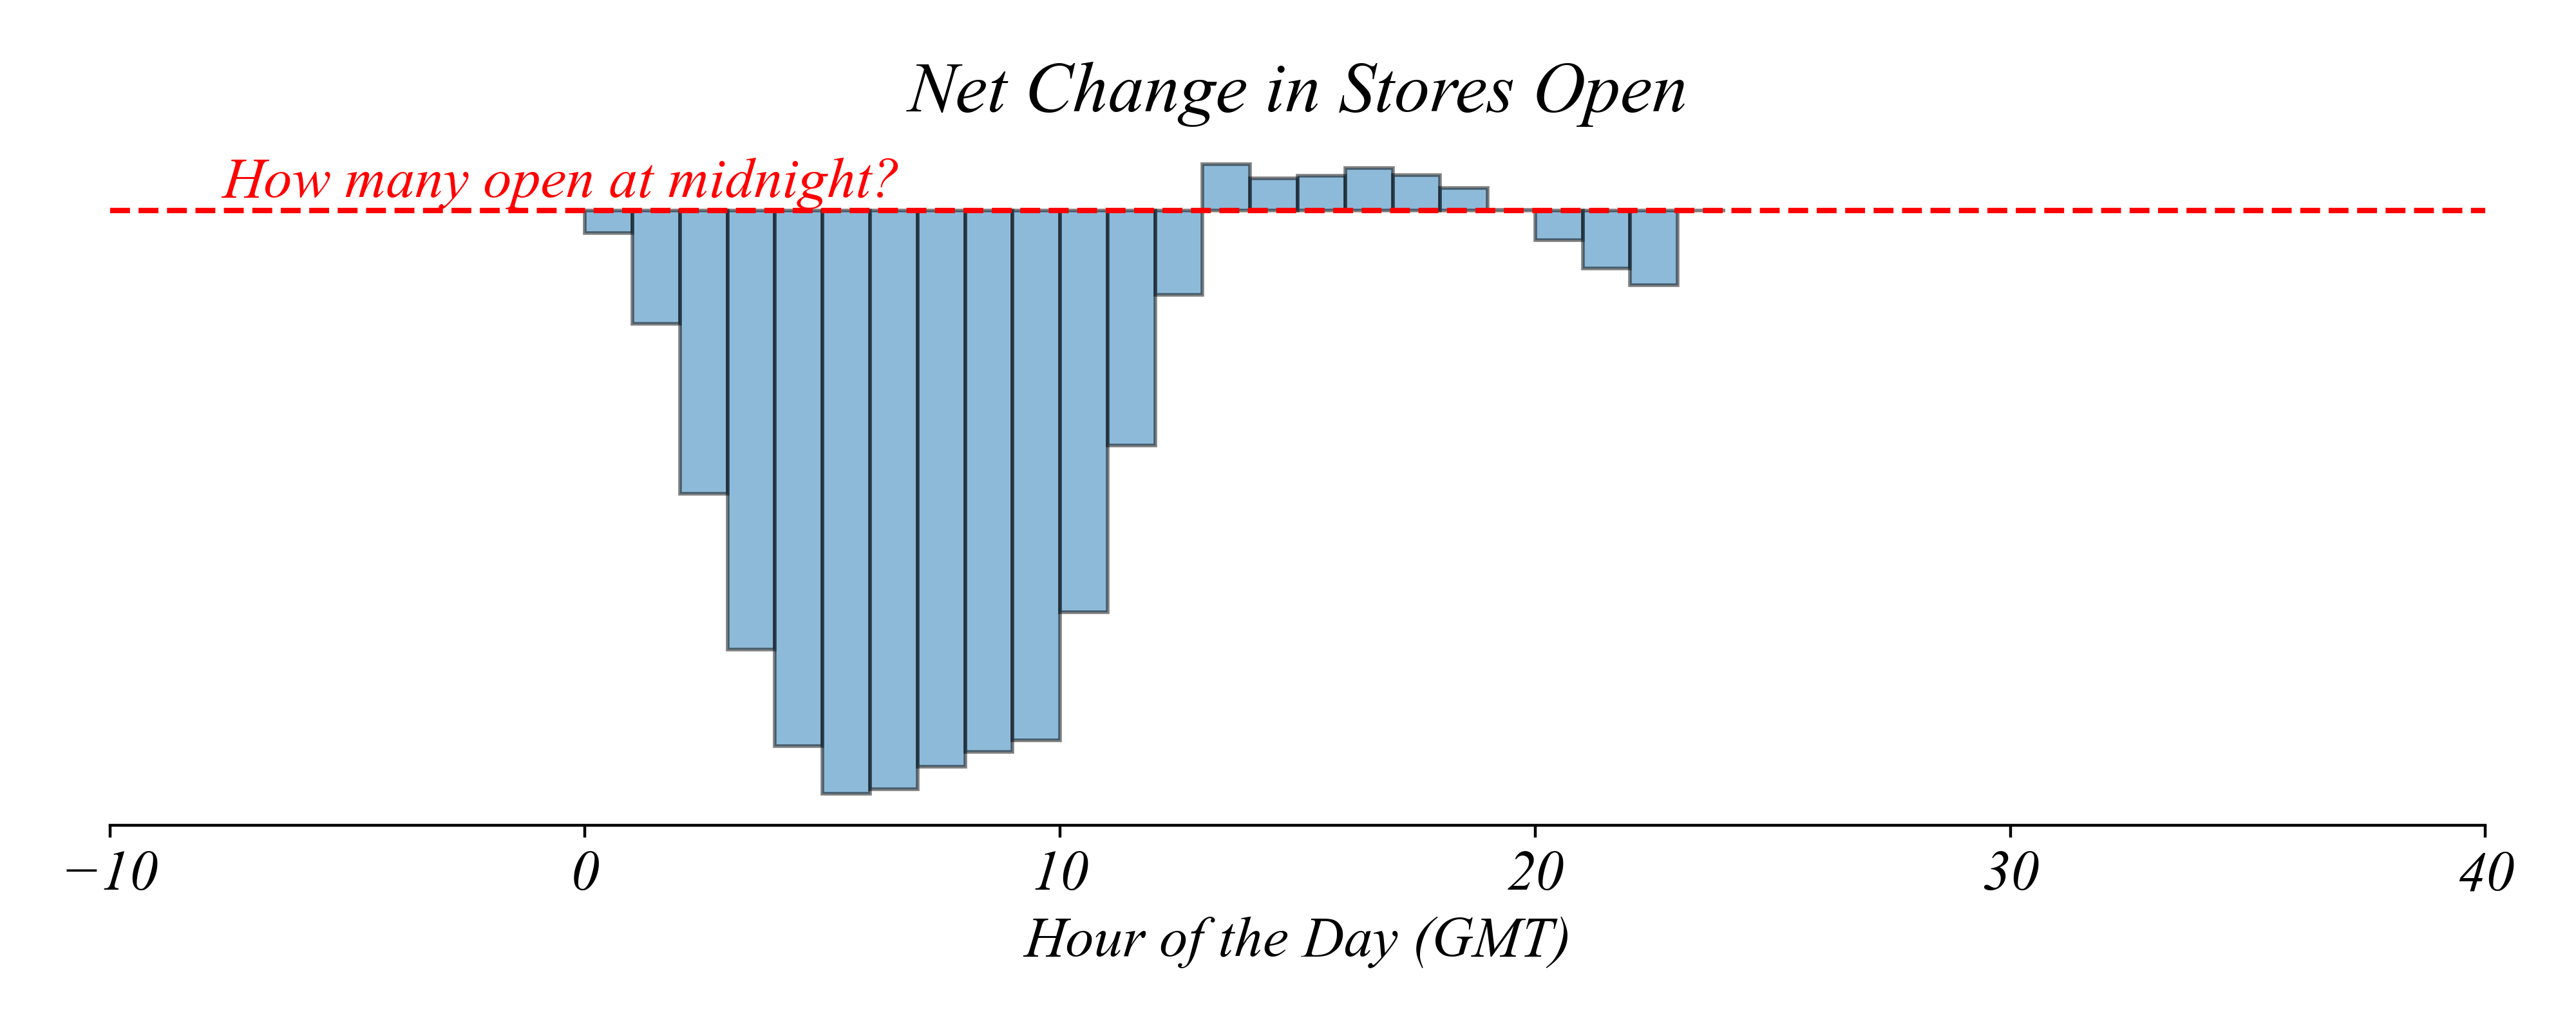 Net Change in Stores Open
How many open at midnight?
−10 0 10 20 30 40
Hour of the Day (GMT)